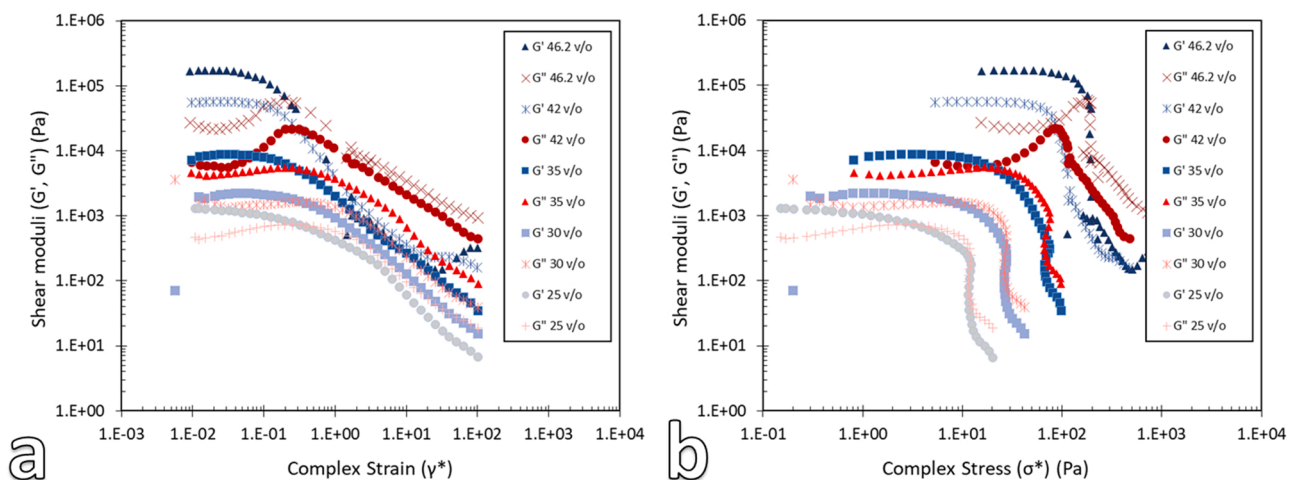 1.E+06
1.E+05
1.E+04
1.E+03
1.E+02
1.E+01
1.E+00
Shear moduli (G', G'') (Pa)
1.E-03 1.E-02 1.E-01 1.E+00 1.E+01 1.E+02 1.E+03 1.E+04
Complex Strain (γ*)
G' 46.2 v/o
G'' 46.2 v/o
G' 42 v/o
G'' 42 v/o
G' 35 v/o
G'' 35 v/o
G' 30 v/o
G'' 30 v/o
G' 25 v/o
G'' 25 v/o
a
1.E+06
1.E+05
1.E+04
1.E+03
1.E+02
1.E+01
1.E+00
Shear moduli (G', G'') (Pa)
1.E-01 1.E+00 1.E+01 1.E+02 1.E+03 1.E+04
Complex Stress (σ*) (Pa)
G' 46.2 v/o
G'' 46.2 v/o
G' 42 v/o
G'' 42 v/o
G' 35 v/o
G'' 35 v/o
G' 30 v/o
G'' 30 v/o
G' 25 v/o
G'' 25 v/o
b